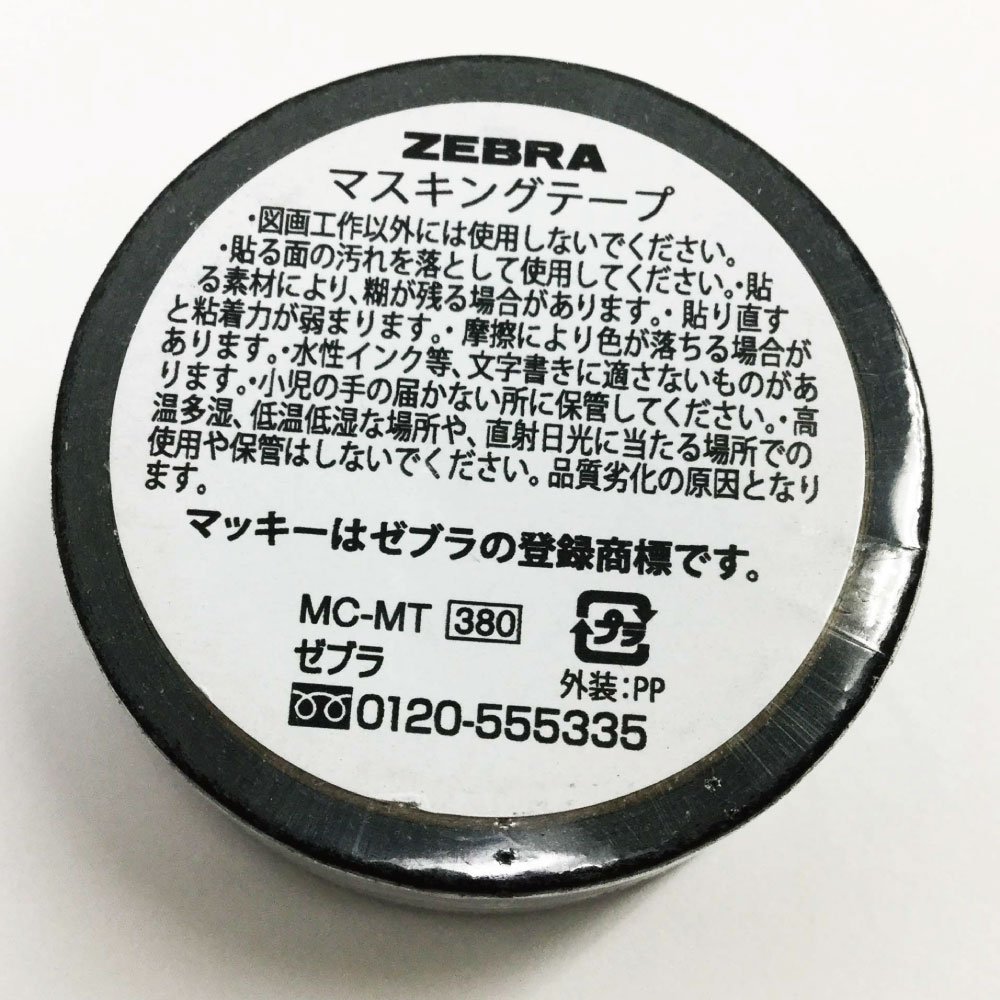 ZEBRA
マスキングテープ
・図画工作以外には使用しないでください。
・貼る面の汚れを落として使用してください。・貼
る素材により、糊が残る場合があります。・貼り直す
と粘着力が弱まります。・摩擦により色が落ちる場合が
あります。・水性インク等、文字書きに適さないものがあ
ります。・小児の手の届かない所に保管してください。・高
温多湿、低温低湿な場所や、直射日光に当たる場所での
使用や保管はしないでください。品質劣化の原因となり
ます。
マッキーはゼブラの登録商標です。
MC-MT 380
プラ
ゼブラ
外装:PP
0120-555335